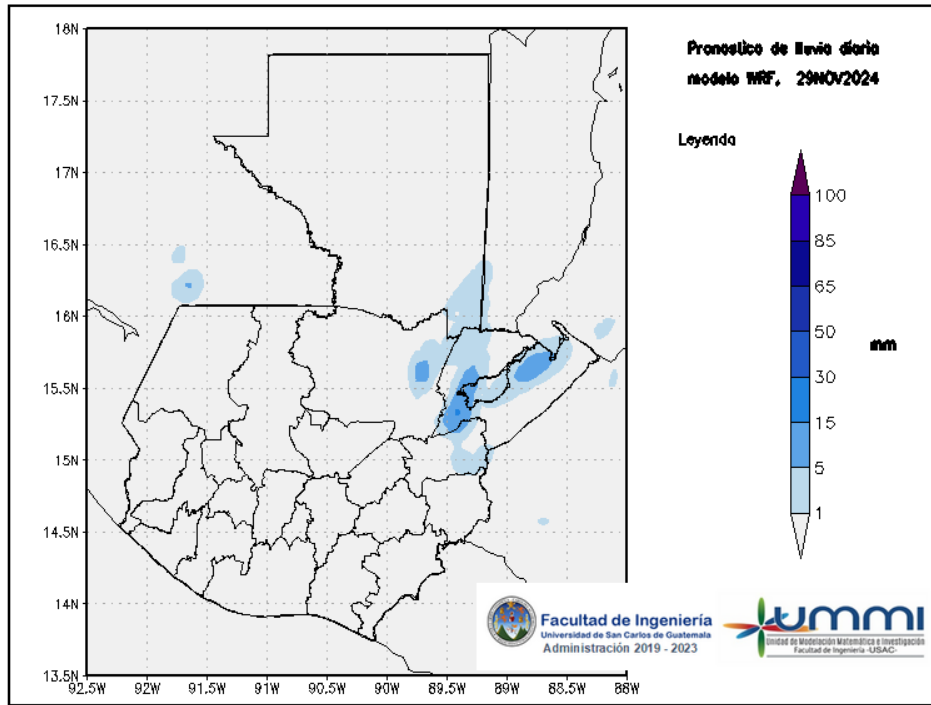 Pronostico de lluvia diaria
modelo WRF, 29NOV2024
Leyenda
100
85
65
50
30
15
5
1
mm
18N
17.5N
17N
16.5N
16N
15.5N
15N
14.5N
14N
13.5N
92.5W
92W
91.5W
91W
90.5W
90W
89.5W
89W
88.5W
88W
Facultad de Ingeniería
Universidad de San Carlos de Guatemala
Administración 2019 - 2023
UMMI
Unidad de Modelación Matemática e Investigación
Facultad de Ingeniería -USAC-